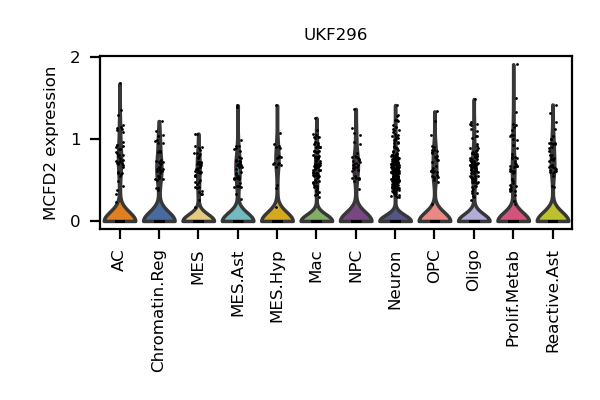 UKF296
MCFD2 expression
2
1
0
AC
Chromatin.Reg
MES
MES.Ast
MES.Hyp
Mac
NPC
Neuron
OPC
Oligo
Prolif.Metab
Reactive.Ast